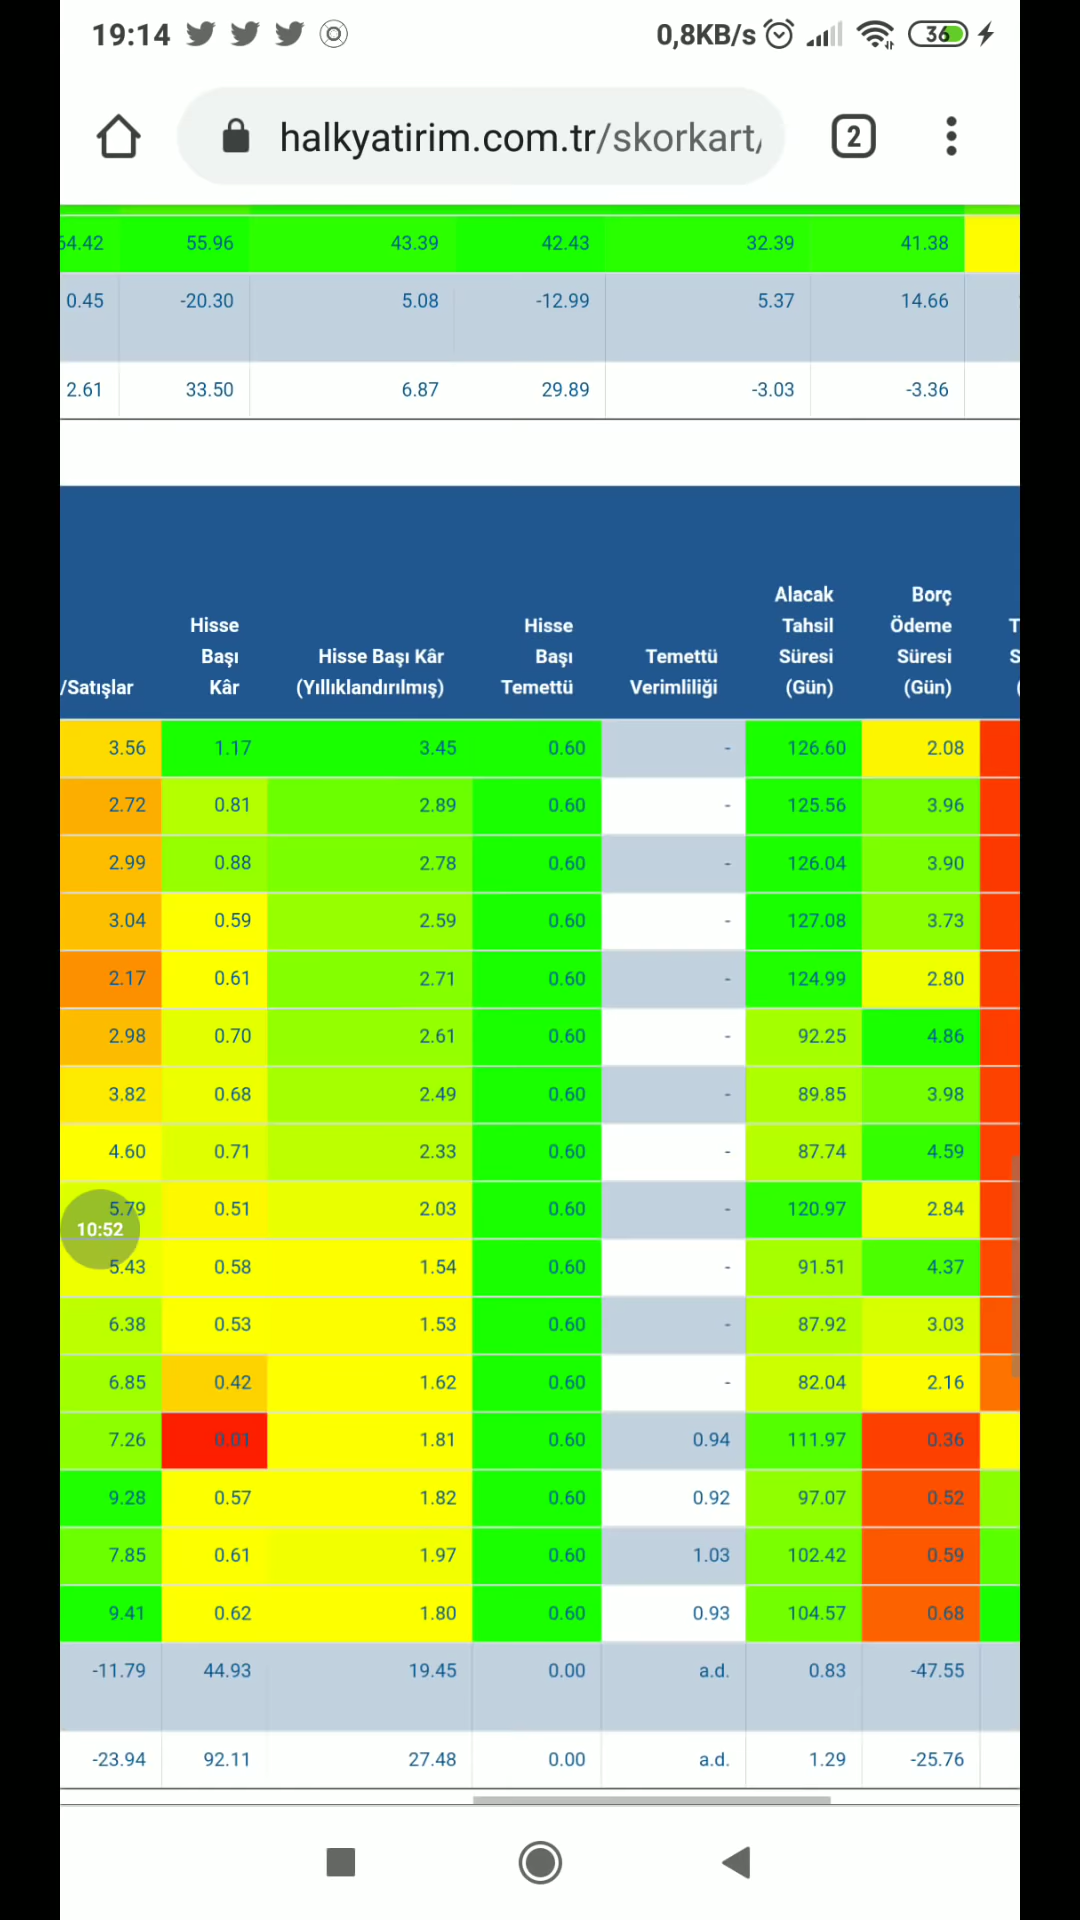 19:14 0,8KB/s 36
halkyatirim.com.tr/skorkart/ 2
64.42 55.96 43.39 42.43 32.39 41.38
0.45 -20.30 5.08 -12.99 5.37 14.66
2.61 33.50 6.87 29.89 -3.03 -3.36
/Satışlar
Hisse
Başı
Kâr
Hisse Başı Kâr
(Yıllıklandırılmış)
Hisse
Başı
Temettü
Temettü
Verimliliği
Alacak
Tahsil
Süresi
(Gün)
Borç
Ödeme
Süresi
(Gün)
T
S
(
3.56 1.17 3.45 0.60 - 126.60 2.08
2.72 0.81 2.89 0.60 - 125.56 3.96
2.99 0.88 2.78 0.60 - 126.04 3.90
3.04 0.59 2.59 0.60 - 127.08 3.73
2.17 0.61 2.71 0.60 - 124.99 2.80
2.98 0.70 2.61 0.60 - 92.25 4.86
3.82 0.68 2.49 0.60 - 89.85 3.98
4.60 0.71 2.33 0.60 - 87.74 4.59
5.79 0.51 2.03 0.60 - 120.97 2.84
10:52
5.43 0.58 1.54 0.60 - 91.51 4.37
6.38 0.53 1.53 0.60 - 87.92 3.03
6.85 0.42 1.62 0.60 - 82.04 2.16
7.26 0.01 1.81 0.60 0.94 111.97 0.36
9.28 0.57 1.82 0.60 0.92 97.07 0.52
7.85 0.61 1.97 0.60 1.03 102.42 0.59
9.41 0.62 1.80 0.60 0.93 104.57 0.68
-11.79 44.93 19.45 0.00 a.d. 0.83 -47.55
-23.94 92.11 27.48 0.00 a.d. 1.29 -25.76